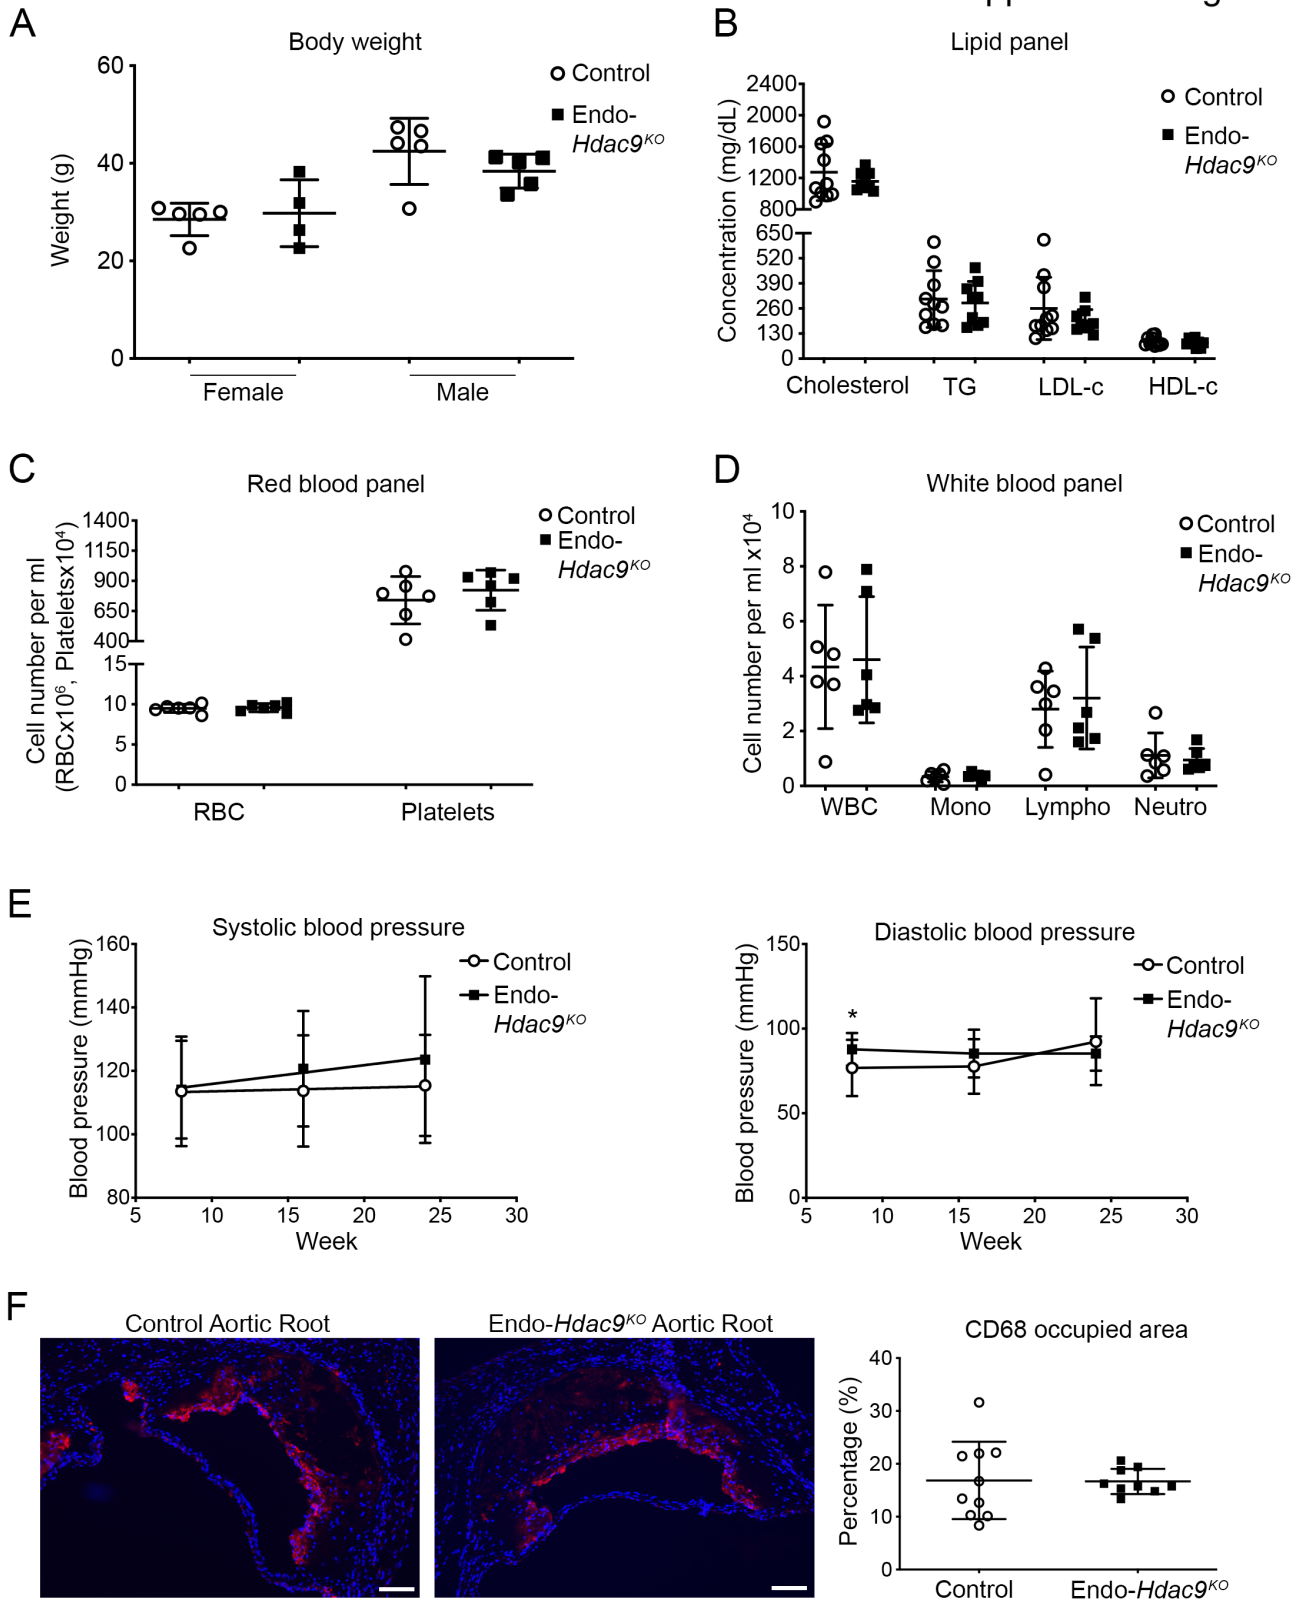 A
Body weight
Weight (g)
60
40
20
0
Control
Endo-
Hdac9KO
Female
Male
B
Lipid panel
Concentration (mg/dL)
2400
2000
1600
1200
800
650
520
390
260
130
0
Control
Endo-
Hdac9KO
Cholesterol
TG
LDL-c
HDL-c
C
Red blood panel
Cell number per ml
(RBCx10⁶, Plateletsx10⁴)
1400
1150
900
650
400
15
10
5
0
Control
Endo-
Hdac9KO
RBC
Platelets
D
White blood panel
Cell number per ml x10⁴
10
8
6
4
2
0
Control
Endo-
Hdac9KO
WBC
Mono
Lympho
Neutro
E
Systolic blood pressure
Blood pressure (mmHg)
160
140
120
100
80
Control
Endo-
Hdac9KO
5 10 15 20 25 30
Week
Diastolic blood pressure
Blood pressure (mmHg)
150
100
50
0
*
Control
Endo-
Hdac9KO
5 10 15 20 25 30
Week
F
Control Aortic Root
Endo-Hdac9KO Aortic Root
CD68 occupied area
Percentage (%)
40
30
20
10
0
Control
Endo-Hdac9KO